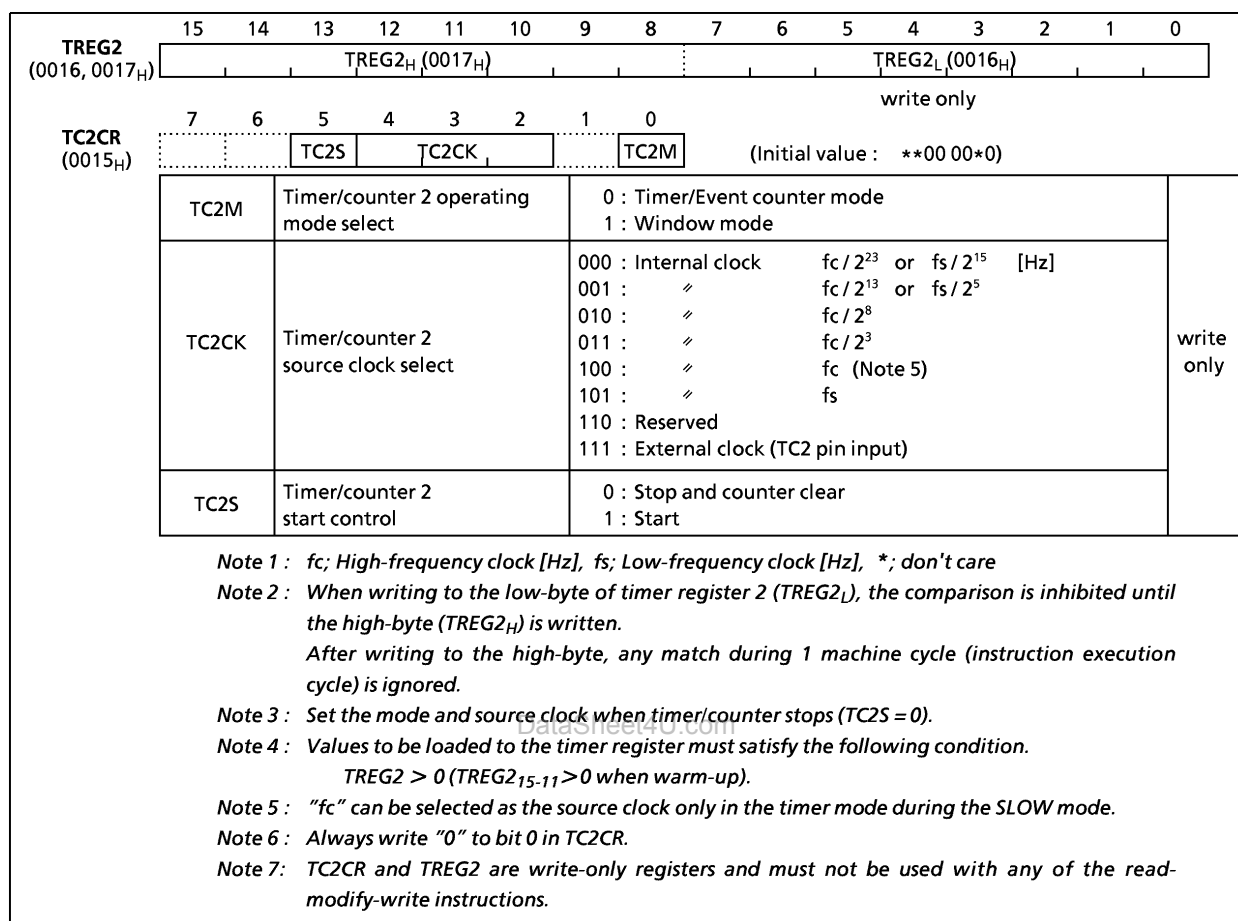 15 14 13 12 11 10 9 8 7 6 5 4 3 2 1 0
TREG2
(0016, 0017H)
TREG2H (0017H) TREG2L (0016H)
write only
7 6 5 4 3 2 1 0
TC2CR
(0015H)
TC2S TC2CK TC2M (Initial value : **00 00*0)
TC2M
Timer/counter 2 operating
mode select
0 : Timer/Event counter mode
1 : Window mode
TC2CK
Timer/counter 2
source clock select
000 : Internal clock fc / 2²³ or fs / 2¹⁵ [Hz]
001 : 〃 fc / 2¹³ or fs / 2⁵
010 : 〃 fc / 2⁸
011 : 〃 fc / 2³
100 : 〃 fc (Note 5)
101 : 〃 fs
110 : Reserved
111 : External clock (TC2 pin input)
write
only
TC2S
Timer/counter 2
start control
0 : Stop and counter clear
1 : Start
Note 1 : fc; High-frequency clock [Hz], fs; Low-frequency clock [Hz], *; don't care
Note 2 : When writing to the low-byte of timer register 2 (TREG2L), the comparison is inhibited until
the high-byte (TREG2H) is written.
After writing to the high-byte, any match during 1 machine cycle (instruction execution
cycle) is ignored.
Note 3 : Set the mode and source clock when timer/counter stops (TC2S = 0).
DataSheet4U.com
Note 4 : Values to be loaded to the timer register must satisfy the following condition.
TREG2 > 0 (TREG215-11 > 0 when warm-up).
Note 5 : "fc" can be selected as the source clock only in the timer mode during the SLOW mode.
Note 6 : Always write "0" to bit 0 in TC2CR.
Note 7: TC2CR and TREG2 are write-only registers and must not be used with any of the read-
modify-write instructions.